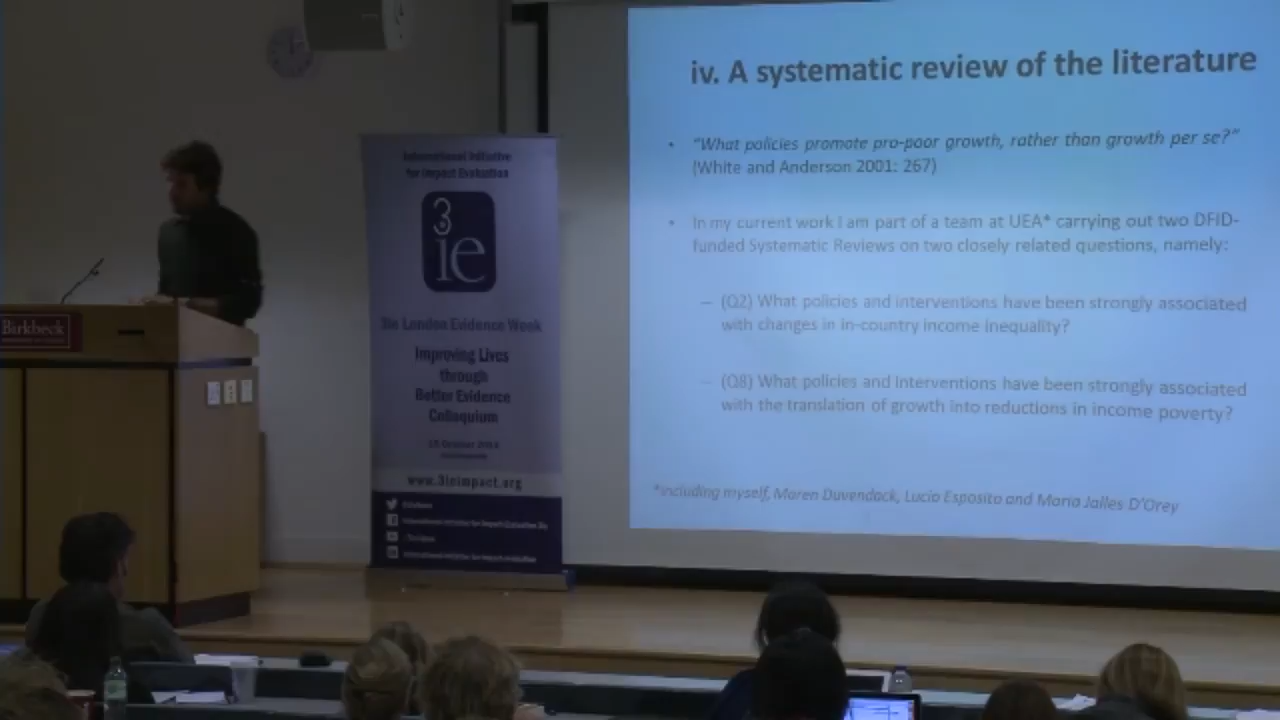 iv. A systematic review of the literature
• "What policies promote pro-poor growth, rather than growth per se?"
(White and Anderson 2001: 267)
• In my current work I am part of a team at UEA* carrying out two DFID-
funded Systematic Reviews on two closely related questions, namely:
– (Q2) What policies and interventions have been strongly associated
with changes in in-country income inequality?
– (Q8) What policies and interventions have been strongly associated
with the translation of growth into reductions in income poverty?
*including myself, Maren Duvendack, Lucio Esposito and Maria Jalles D'Orey
International Initiative
for Impact Evaluation
3
ie
3ie London Evidence Week
Improving Lives
through
Better Evidence
Colloquium
www.3ieimpact.org
Birkbeck